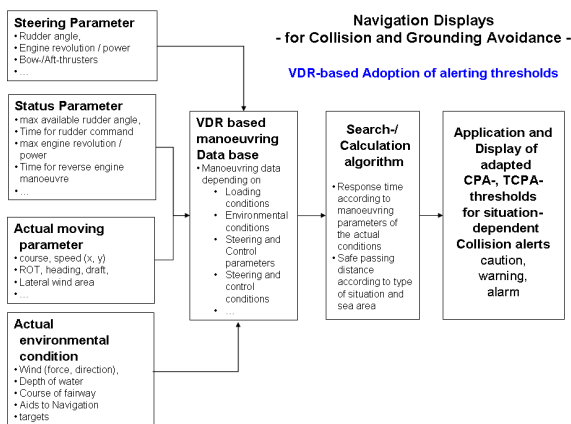 Navigation Displays
- for Collision and Grounding Avoidance -
VDR-based Adoption of alerting thresholds
Steering Parameter
• Rudder angle,
• Engine revolution / power
• Bow-/Aft-thrusters
• ...
Status Parameter
• max available rudder angle,
• Time for rudder command
• max engine revolution /
power
• Time for reverse engine
manoeuvre
• ...
Actual moving
parameter
• course, speed (x, y)
• ROT, heading, draft,
• Lateral wind area
• ...
Actual
environmental
condition
• Wind (force, direction),
• Depth of water
• Course of fairway
• Aids to Navigation
• targets
VDR based
manoeuvring
Data base
• Manoeuvring data
depending on
• Loading
conditions
• Environmental
conditions
• Steering and
Control
parameters
• Steering and
control
conditions
• ...
Search-/
Calculation
algorithm
• Response time
according to
manoeuvring
parameters of
the actual
conditions
• Safe passing
distance
according to type
of situation and
sea area
Application and
Display of
adapted
CPA-, TCPA-
thresholds
for situation-
dependent
Collision alerts
caution,
warning,
alarm